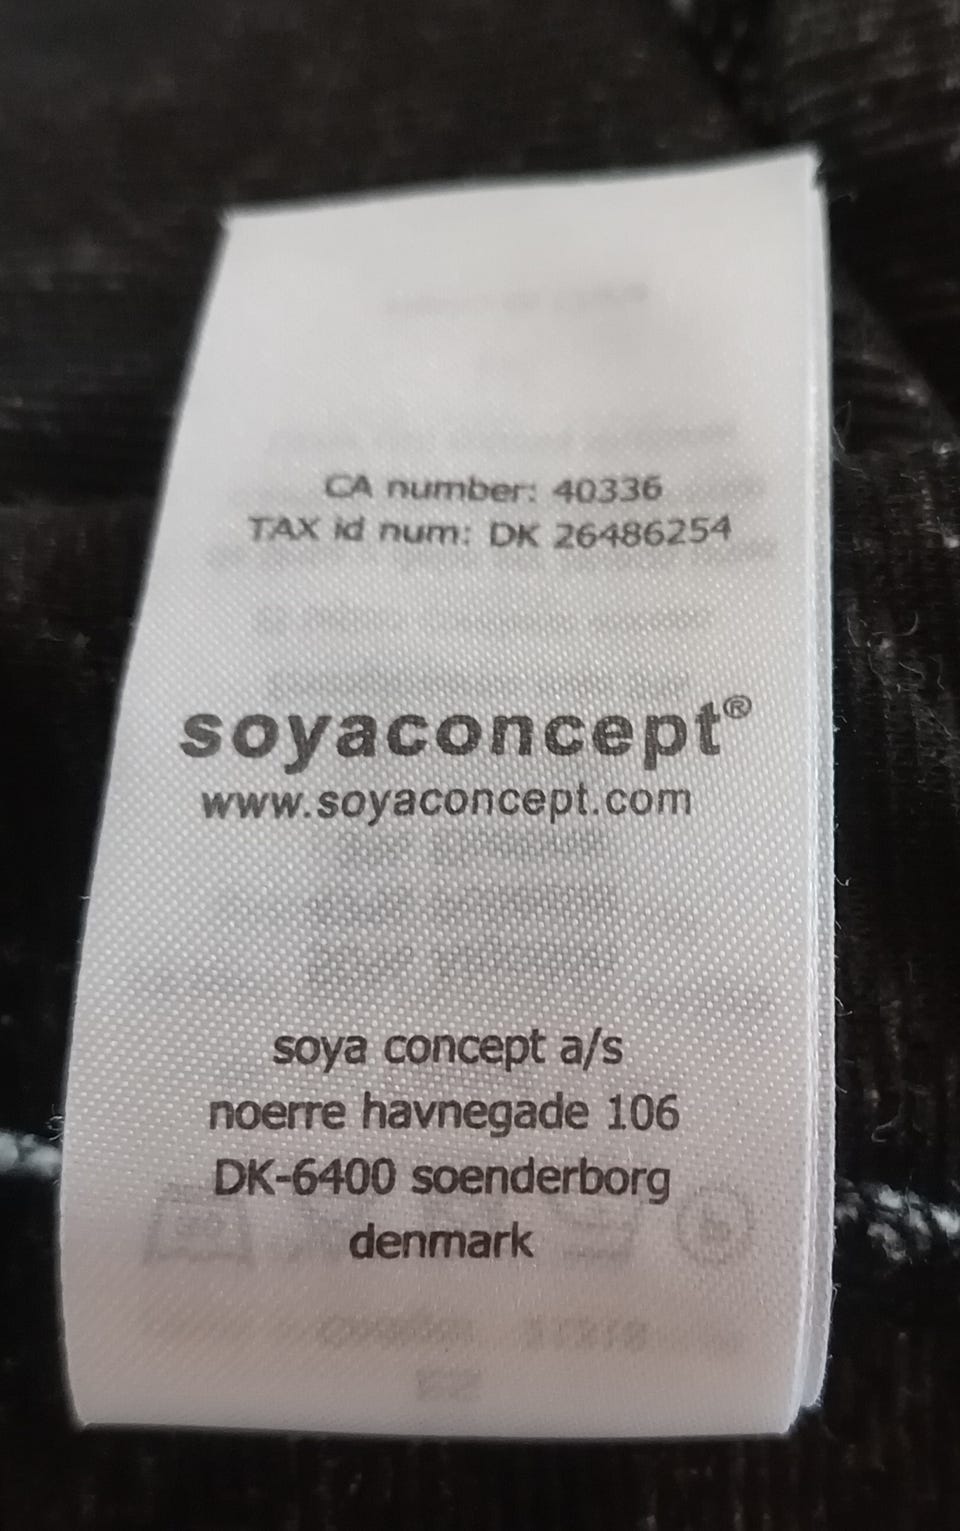 CA number: 40336
TAX id num: DK 26486254
soyaconcept®
www.soyaconcept.com
soya concept a/s
noerre havnegade 106
DK-6400 soenderborg
denmark